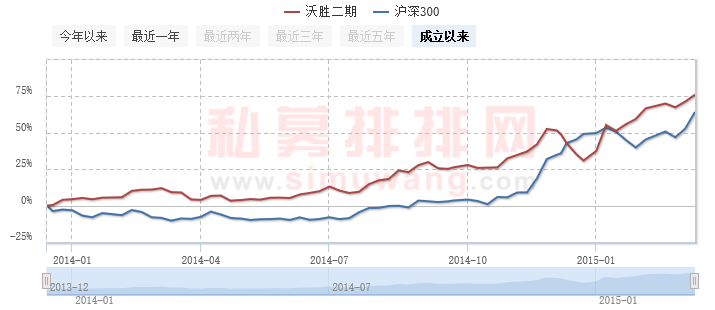 沃胜二期 沪深300
今年以来 最近一年 最近两年 最近三年 最近五年 成立以来
75%
50%
25%
0%
-25%
私募排排网
www.simuwang.com
2014-01 2014-04 2014-07 2014-10 2015-01
2013-12 2014-07
2014-01 2015-01